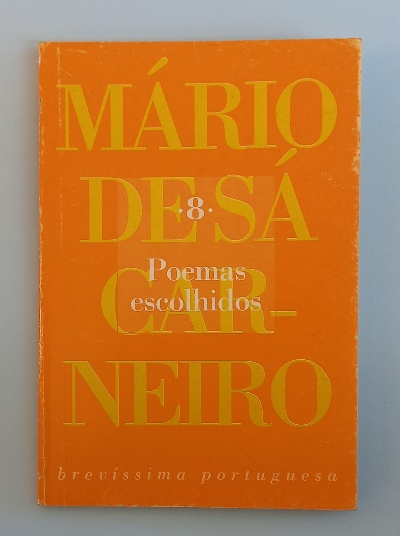 MÁRIO
DE SÁ
CAR-
NEIRO
·8·
Poemas
escolhidos
brevíssima portuguesa